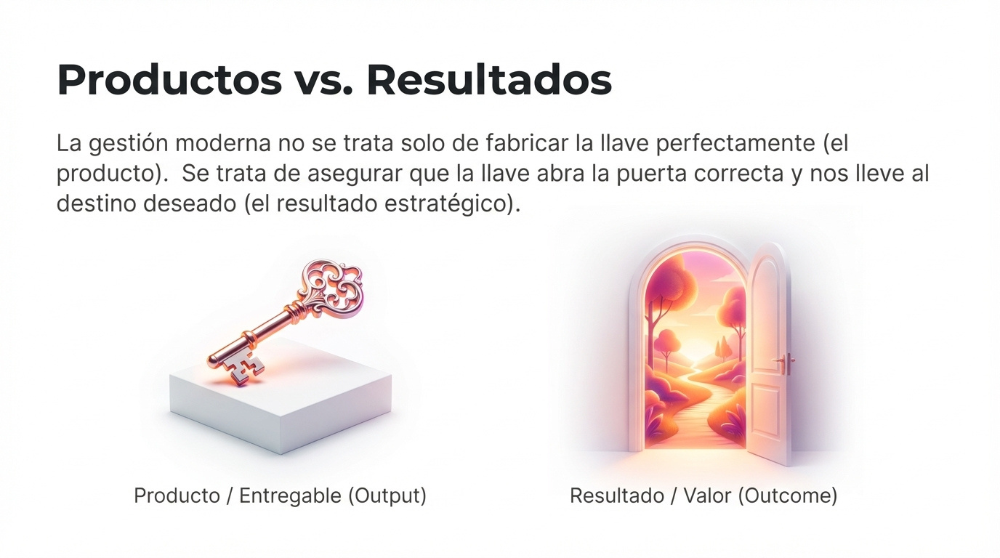 Productos vs. Resultados
La gestión moderna no se trata solo de fabricar la llave perfectamente (el
producto).  Se trata de asegurar que la llave abra la puerta correcta y nos lleve al
destino deseado (el resultado estratégico).
Producto / Entregable (Output)
Resultado / Valor (Outcome)